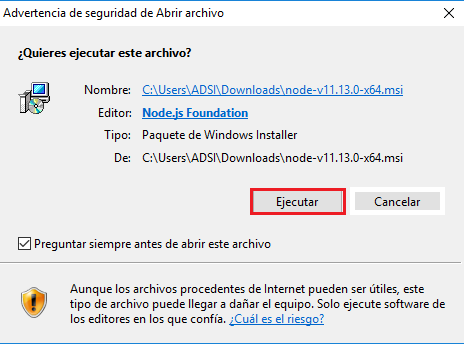 Advertencia de seguridad de Abrir archivo
¿Quieres ejecutar este archivo?
Nombre: C:\Users\ADSI\Downloads\node-v11.13.0-x64.msi
Editor: Node.js Foundation
Tipo: Paquete de Windows Installer
De: C:\Users\ADSI\Downloads\node-v11.13.0-x64.msi
Ejecutar Cancelar
Preguntar siempre antes de abrir este archivo
Aunque los archivos procedentes de Internet pueden ser útiles, este
tipo de archivo puede llegar a dañar el equipo. Solo ejecute software de
los editores en los que confía. ¿Cuál es el riesgo?